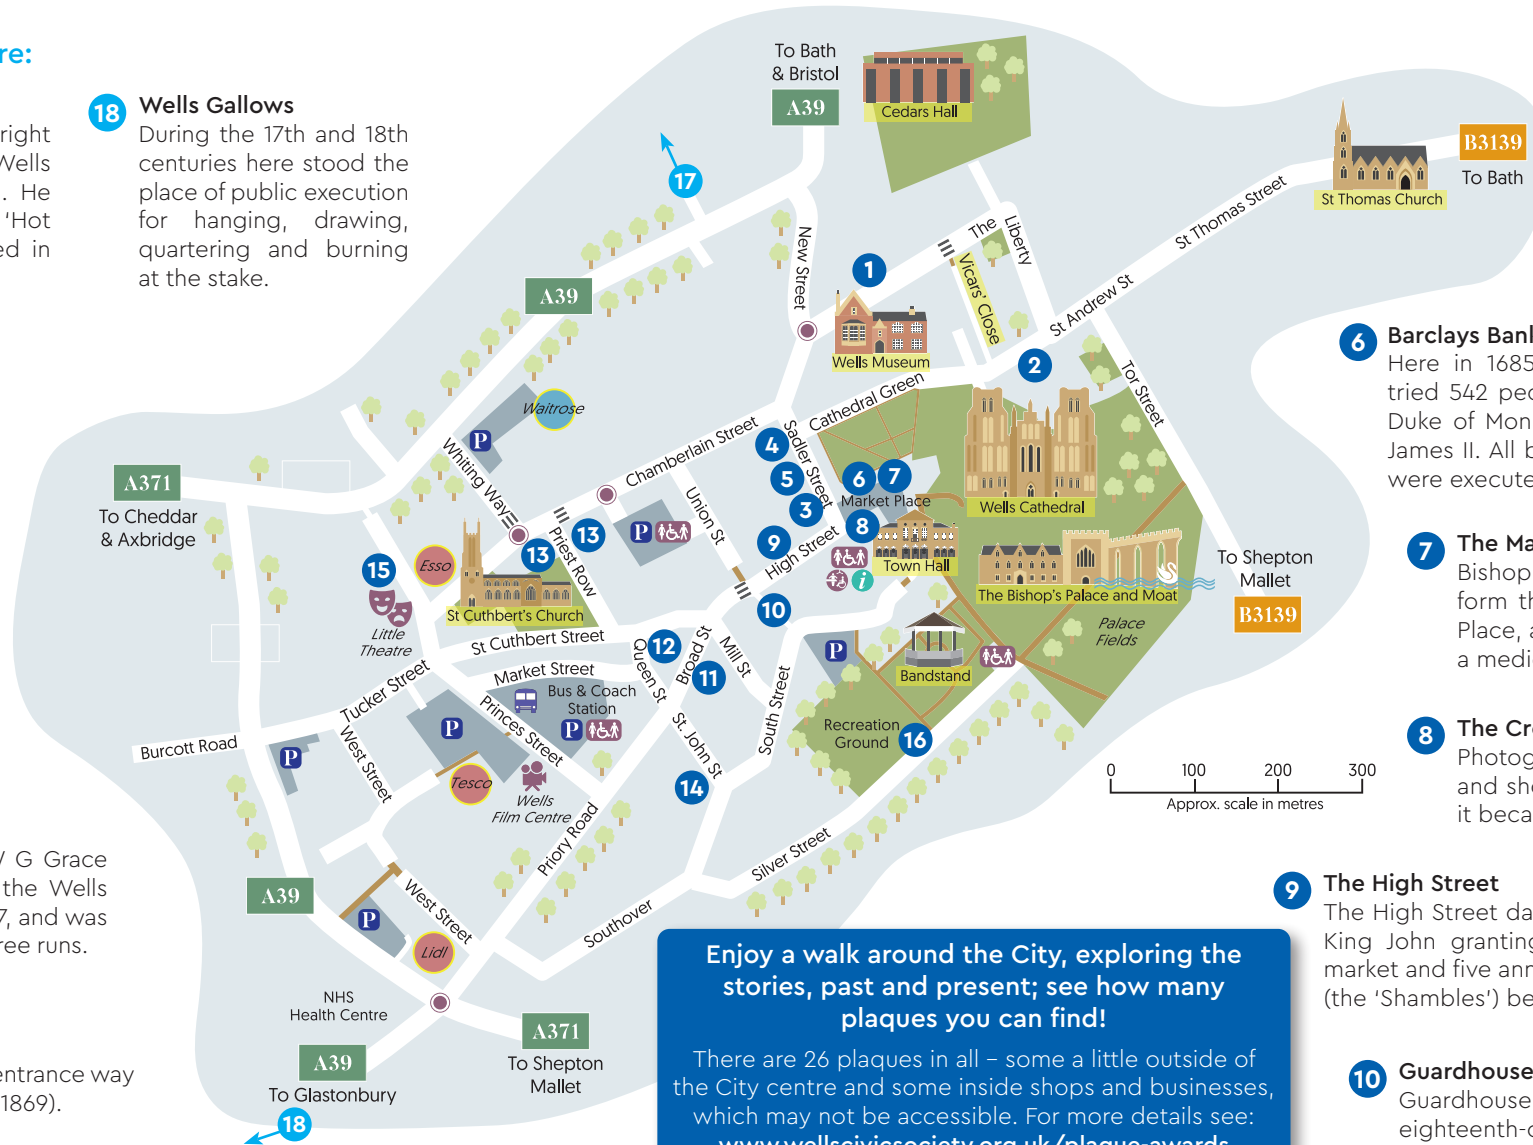 re:
right
Wells
. He
'Hot
ed in
18
Wells Gallows
During the 17th and 18th
centuries here stood the
place of public execution
for hanging, drawing,
quartering and burning
at the stake.
To Bath
& Bristol
A39
Cedars Hall
17
New Street
The Liberty
St Thomas Street
St Thomas Church
B3139
To Bath
A39
1
Wells Museum
Vicars' Close
St Andrew St
2
Tor Street
Cathedral Green
Waitrose
P
Whiting Way
Chamberlain Street
4
Sadler Street
5
3
6
7
Market Place
8
Wells Cathedral
A371
To Cheddar
& Axbridge
Union St
P
13
13
Priest Row
9
High Street
Town Hall
i
The Bishop's Palace and Moat
Palace
Fields
To Shepton
Mallet
B3139
Esso
15
Little
Theatre
St Cuthbert's Church
St Cuthbert Street
10
12
Queen St
Broad St
11
Mill St
P
Bandstand
Market Street
Bus & Coach
Station
P
Tucker Street
Princes Street
P
St. John St
South Street
Recreation
Ground
16
Burcott Road
P
West Street
Tesco
Wells
Film Centre
14
0 100 200 300
Approx. scale in metres
Priory Road
Silver Street
A39
P
West Street
Southover
Lidl
NHS
Health Centre
A371
To Shepton
Mallet
A39
To Glastonbury
18
W G Grace
the Wells
7, and was
ree runs.
entrance way
1869).
6
Barclays Bank
Here in 1685
tried 542 peo
Duke of Mon
James II. All b
were execute
7
The Ma
Bishop
form th
Place, a
a medi
8
The Cro
Photog
and sho
it beca
9
The High Street
The High Street da
King John granting
market and five ann
(the 'Shambles') be
10
Guardhouse
Guardhouse
eighteenth-c
Enjoy a walk around the City, exploring the
stories, past and present; see how many
plaques you can find!
There are 26 plaques in all – some a little outside of
the City centre and some inside shops and businesses,
which may not be accessible. For more details see:
www.wellscivicsociety.org.uk/plaque-awards